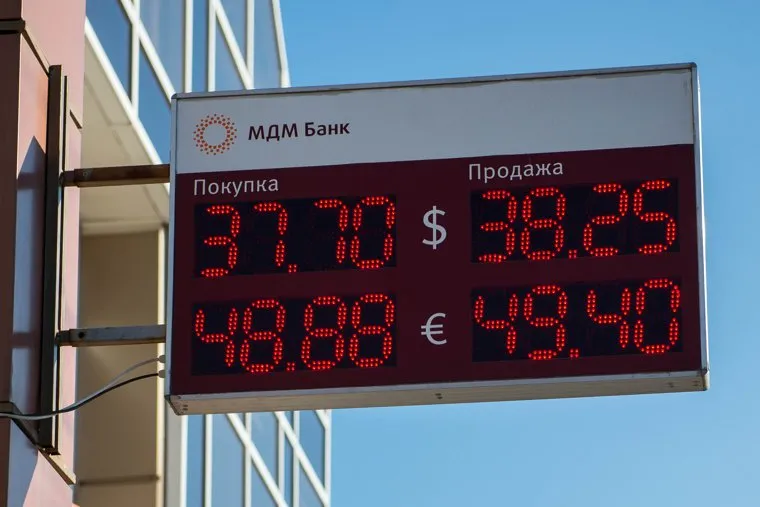 МДМ Банк
Покупка Продажа
37.70 $ 38.25
48.88 € 49.40